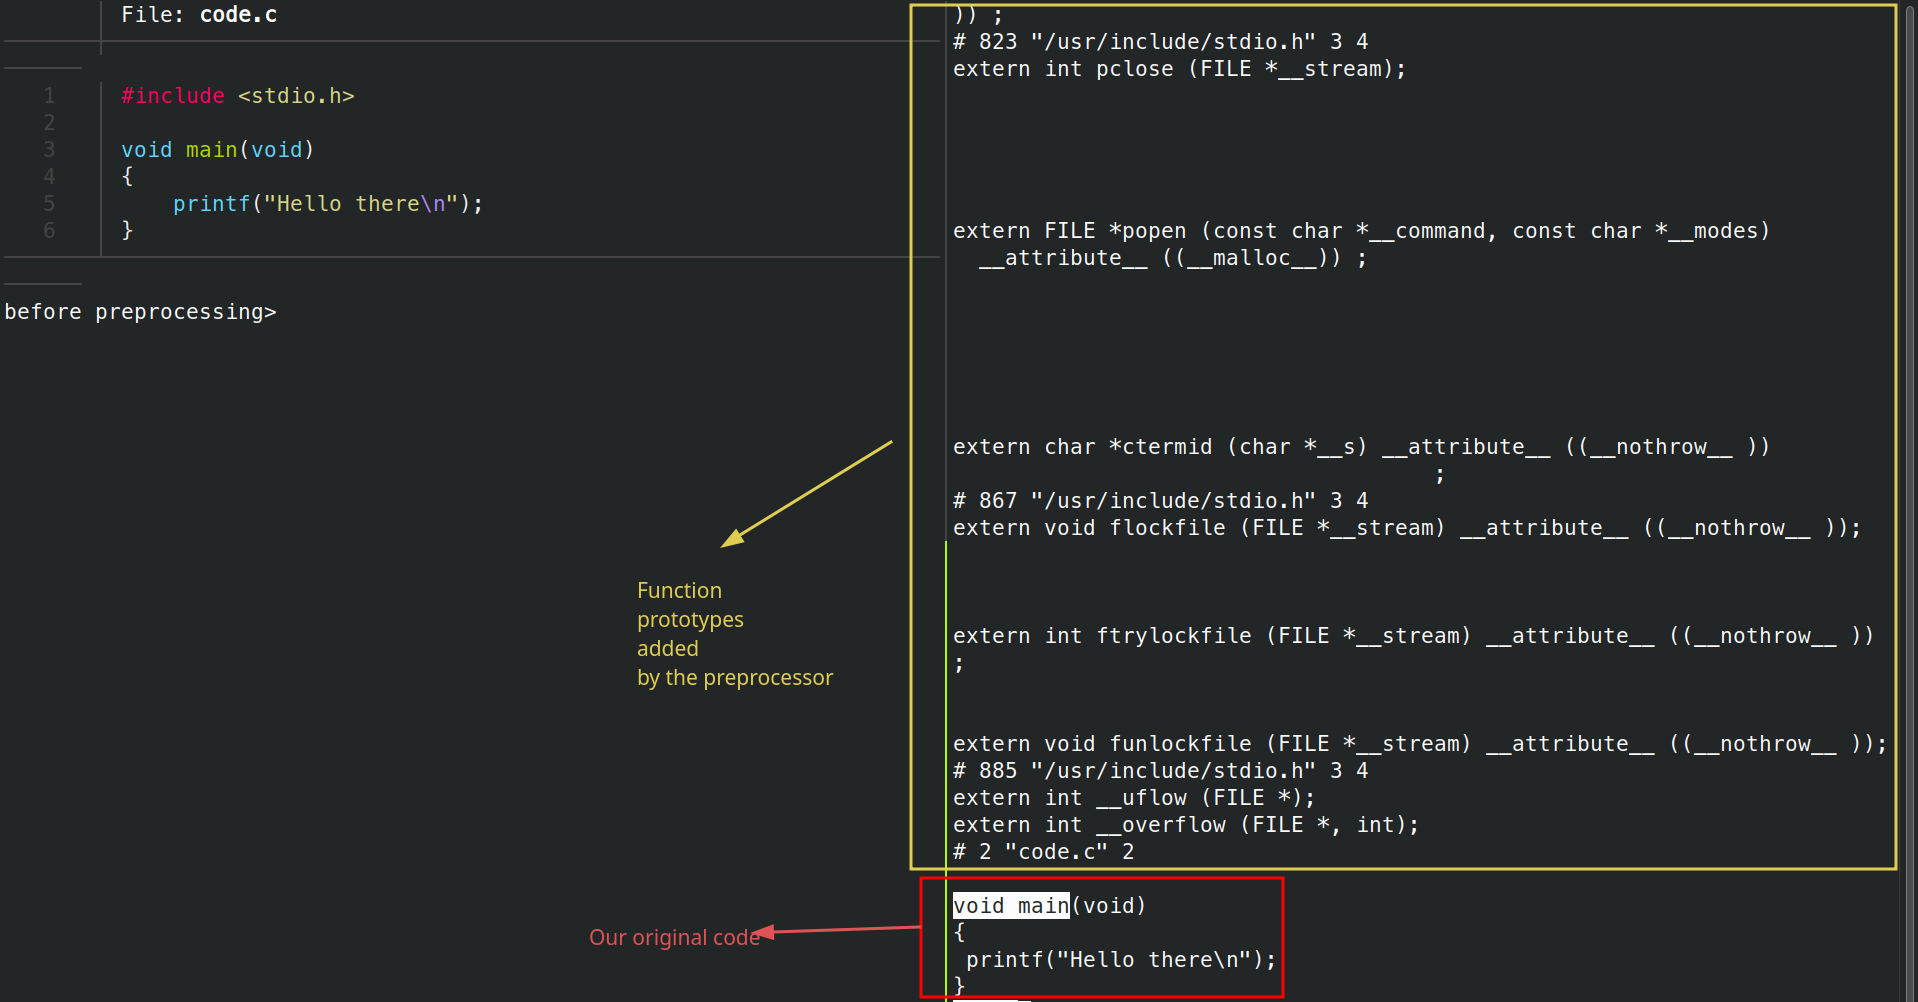 File: code.c
1 #include <stdio.h>
2
3 void main(void)
4 {
5     printf("Hello there\n");
6 }
before preprocessing>
Function
prototypes
added
by the preprocessor
Our original code
)) ;
# 823 "/usr/include/stdio.h" 3 4
extern int pclose (FILE *__stream);
extern FILE *popen (const char *__command, const char *__modes)
  __attribute__ ((__malloc__)) ;
extern char *ctermid (char *__s) __attribute__ ((__nothrow__ ))
;
# 867 "/usr/include/stdio.h" 3 4
extern void flockfile (FILE *__stream) __attribute__ ((__nothrow__ ));
extern int ftrylockfile (FILE *__stream) __attribute__ ((__nothrow__ ))
;
extern void funlockfile (FILE *__stream) __attribute__ ((__nothrow__ ));
# 885 "/usr/include/stdio.h" 3 4
extern int __uflow (FILE *);
extern int __overflow (FILE *, int);
# 2 "code.c" 2
void main(void)
{
 printf("Hello there\n");
}